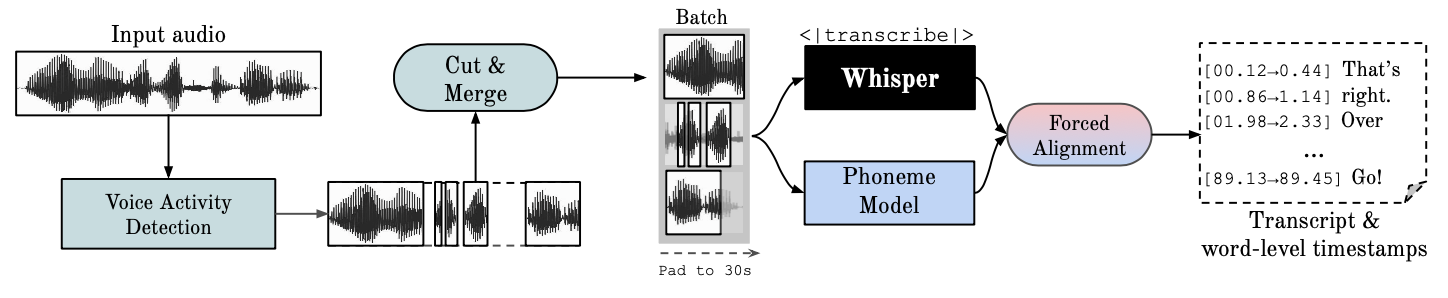 Input audio
Voice Activity
Detection
Cut &
Merge
Batch
Pad to 30s
<|transcribe|>
Whisper
Phoneme
Model
Forced
Alignment
[00.12→0.44] That's
[00.86→1.14] right.
[01.98→2.33] Over
...
[89.13→89.45] Go!
Transcript &
word-level timestamps